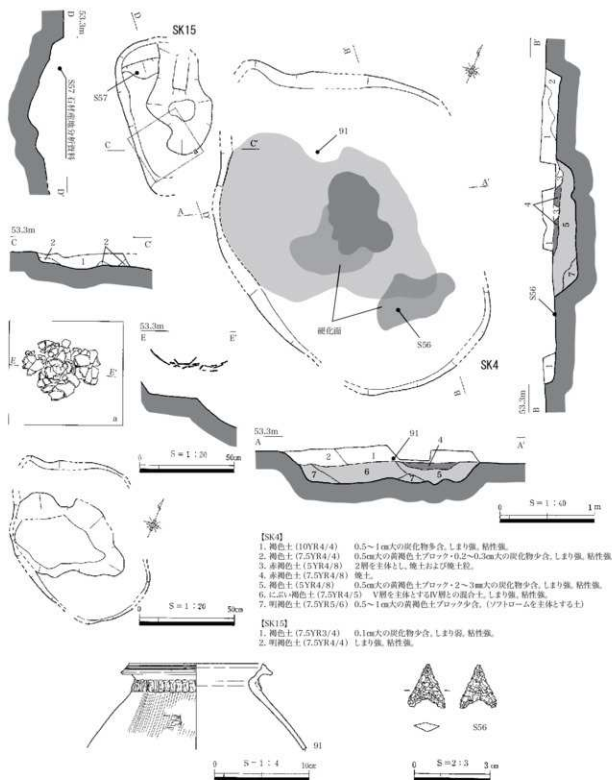 SK15
D
53.3m
D
S57
S57 石材産地分析資料
D'
C
C'
a
B'
91
A
A'
硬化面
S56
SK4
B
B'
2
1
3
4
5
7
S56
1
53.3m
B
53.3m
C
C'
2
1
2
53.3m
E
E'
a
S=1:20
50cm
53.3m
A
A'
91
4
2
1
7
6
7
5
S=1:40
1m
S=1:20
50cm
【SK4】
1. 褐色土 (10YR4/4) 0.5〜1㎝大の炭化物多含, しまり強, 粘性強。
2. 褐色土 (7.5YR4/4) 0.5㎝大の黄褐色土ブロック・0.2〜0.3㎝大の炭化物少含, しまり強, 粘性強
3. 赤褐色土 (5YR4/8) 2層を主体とし, 焼土および焼土粒。
4. 赤褐色土 (7.5YR4/8) 焼土。
5. 褐色土 (5YR4/8) 0.5㎝大の黄褐色土ブロック・2〜3㎜大の炭化物少含, しまり強, 粘性強。
6. にぶい褐色土 (7.5YR4/5) Ⅴ層を主体とするⅣ層との混合土, しまり強, 粘性強。
7. 明褐色土 (7.5YR5/6) 0.5〜1㎝大の黄褐色土ブロック少含。(ソフトロームを主体とする土)
【SK15】
1. 褐色土 (7.5YR3/4) 0.1㎝大の炭化物少含, しまり弱, 粘性強。
2. 明褐色土 (7.5YR4/4) しまり強, 粘性強。
91
0
S=1:4
10cm
S56
0
S=2:3
3cm